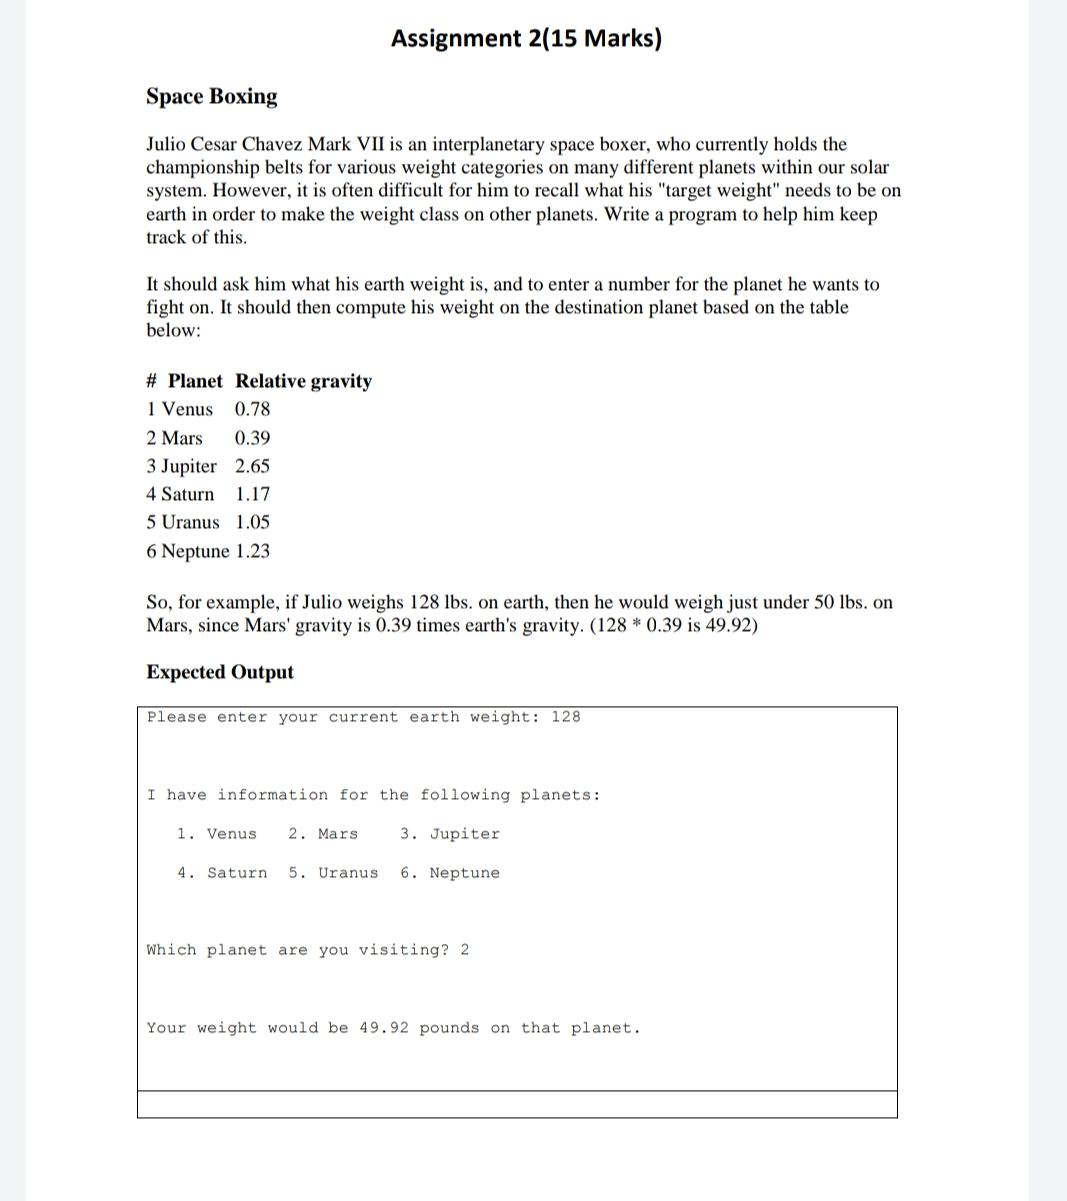 Assignment 2(15 Marks)
Space Boxing
Julio Cesar Chavez Mark VII is an interplanetary space boxer, who currently holds the
championship belts for various weight categories on many different planets within our solar
system. However, it is often difficult for him to recall what his "target weight" needs to be on
earth in order to make the weight class on other planets. Write a program to help him keep
track of this.
It should ask him what his earth weight is, and to enter a number for the planet he wants to
fight on. It should then compute his weight on the destination planet based on the table
below:
# Planet Relative gravity
1 Venus 0.78
2 Mars 0.39
3 Jupiter 2.65
4 Saturn 1.17
5 Uranus 1.05
6 Neptune 1.23
So, for example, if Julio weighs 128 lbs. on earth, then he would weigh just under 50 lbs. on
Mars, since Mars' gravity is 0.39 times earth's gravity. (128 * 0.39 is 49.92)
Expected Output
Please enter your current earth weight: 128
I have information for the following planets:
1. Venus 2. Mars 3. Jupiter
4. Saturn 5. Uranus 6. Neptune
Which planet are you visiting? 2
Your weight would be 49.92 pounds on that planet.